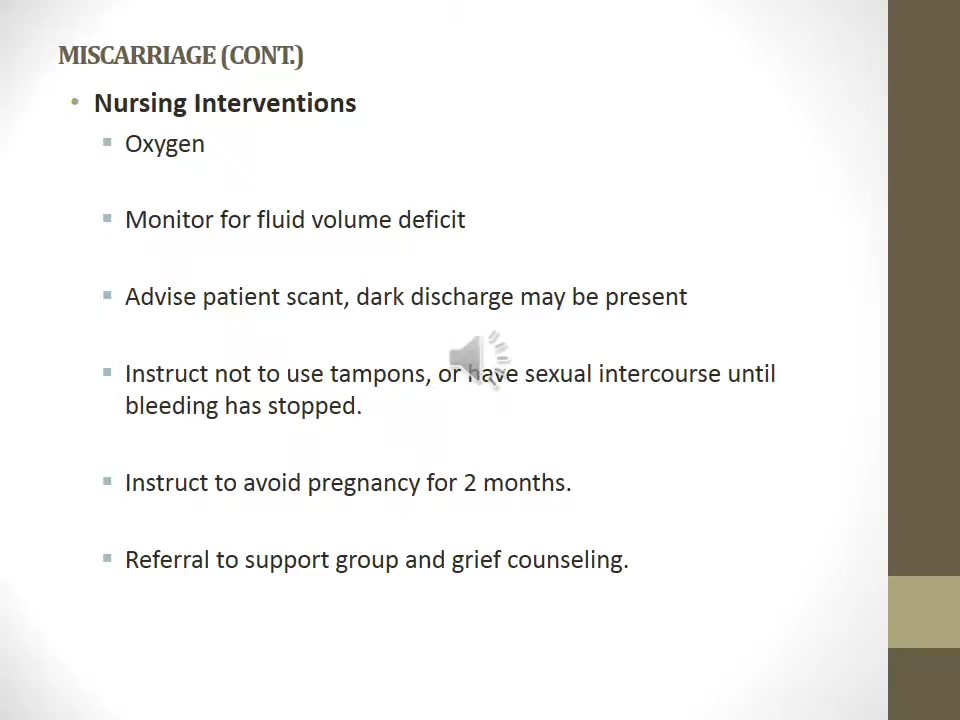 MISCARRIAGE (CONT.)
• Nursing Interventions
▪ Oxygen
▪ Monitor for fluid volume deficit
▪ Advise patient scant, dark discharge may be present
▪ Instruct not to use tampons, or have sexual intercourse until
bleeding has stopped.
▪ Instruct to avoid pregnancy for 2 months.
▪ Referral to support group and grief counseling.